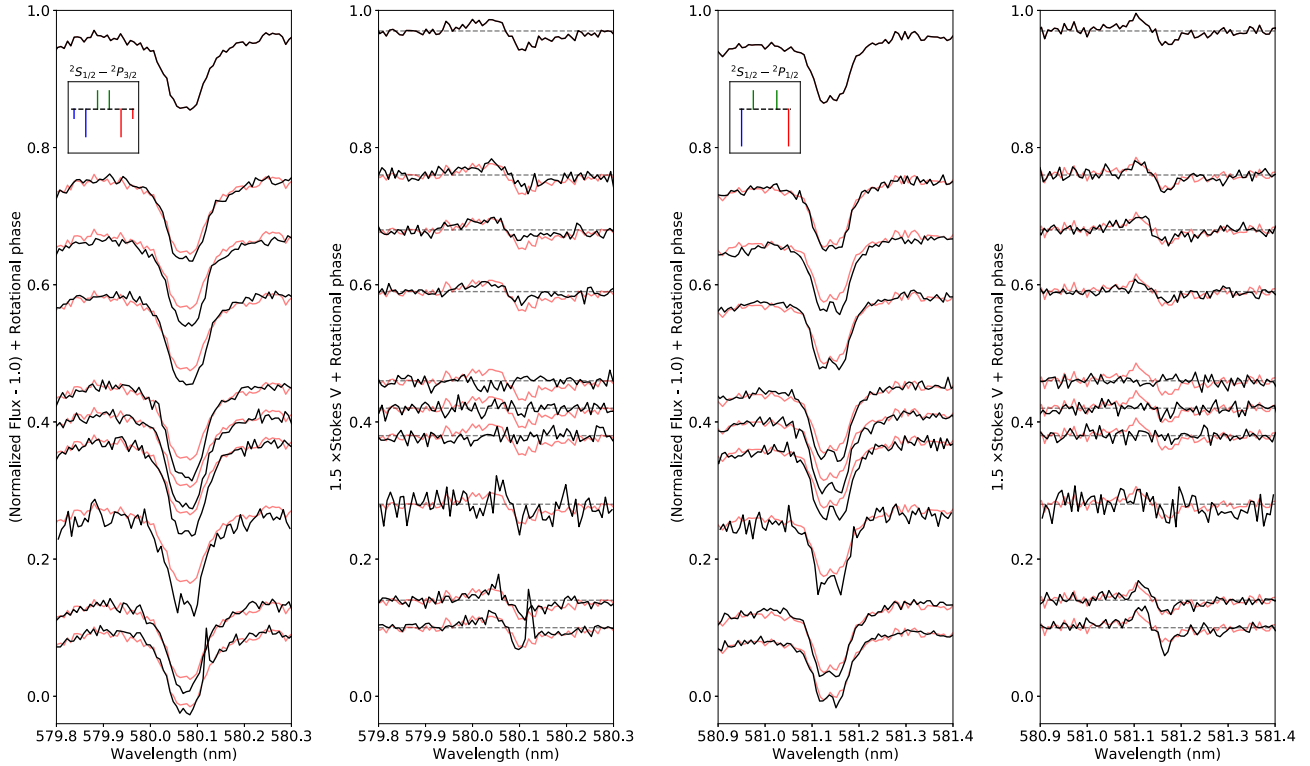 1.0
0.8
0.6
0.4
0.2
0.0
(Normalized Flux - 1.0) + Rotational phase
²S₁/₂ − ²P₃/₂
579.8 579.9 580.0 580.1 580.2 580.3
Wavelength (nm)
1.0
0.8
0.6
0.4
0.2
0.0
1.5 ×Stokes V + Rotational phase
579.8 579.9 580.0 580.1 580.2 580.3
Wavelength (nm)
1.0
0.8
0.6
0.4
0.2
0.0
(Normalized Flux - 1.0) + Rotational phase
²S₁/₂ − ²P₁/₂
580.9 581.0 581.1 581.2 581.3 581.4
Wavelength (nm)
1.0
0.8
0.6
0.4
0.2
0.0
1.5 ×Stokes V + Rotational phase
580.9 581.0 581.1 581.2 581.3 581.4
Wavelength (nm)